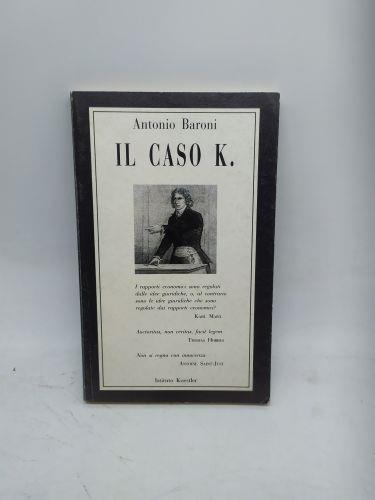 Antonio Baroni
IL CASO K.
I rapporti economici sono regolati
dalle idee giuridiche, o, al contrario
sono le idee giuridiche che sono
regolate dai rapporti economici?
KARL MARX
Auctoritas, non veritas, facit legem
THOMAS HOBBES
Non si regna con innocenza
ANTOINE SAINT-JUST
Istituto Koestler